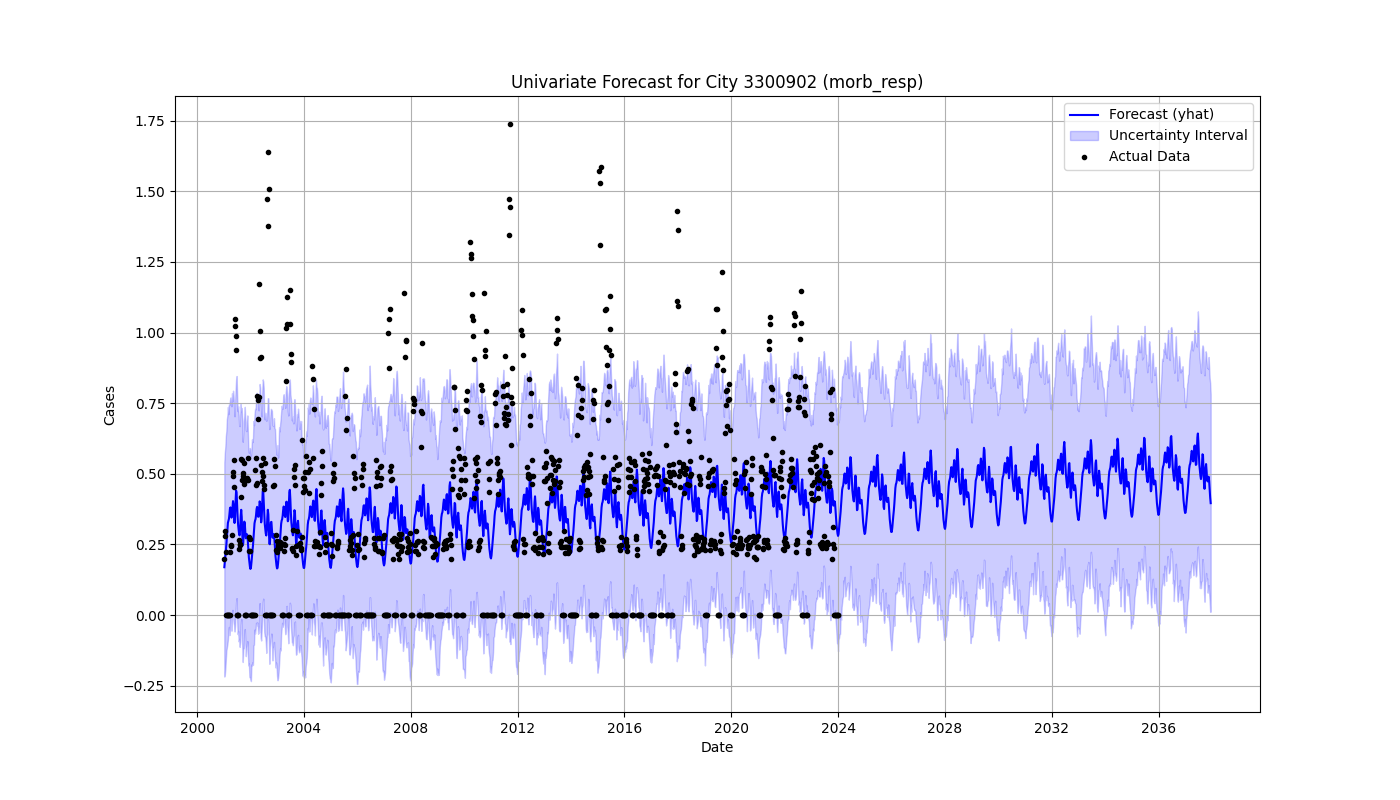 Univariate Forecast for City 3300902 (morb_resp)
Forecast (yhat)
Uncertainty Interval
Actual Data
Cases
1.75
1.50
1.25
1.00
0.75
0.50
0.25
0.00
−0.25
2000 2004 2008 2012 2016 2020 2024 2028 2032 2036
Date